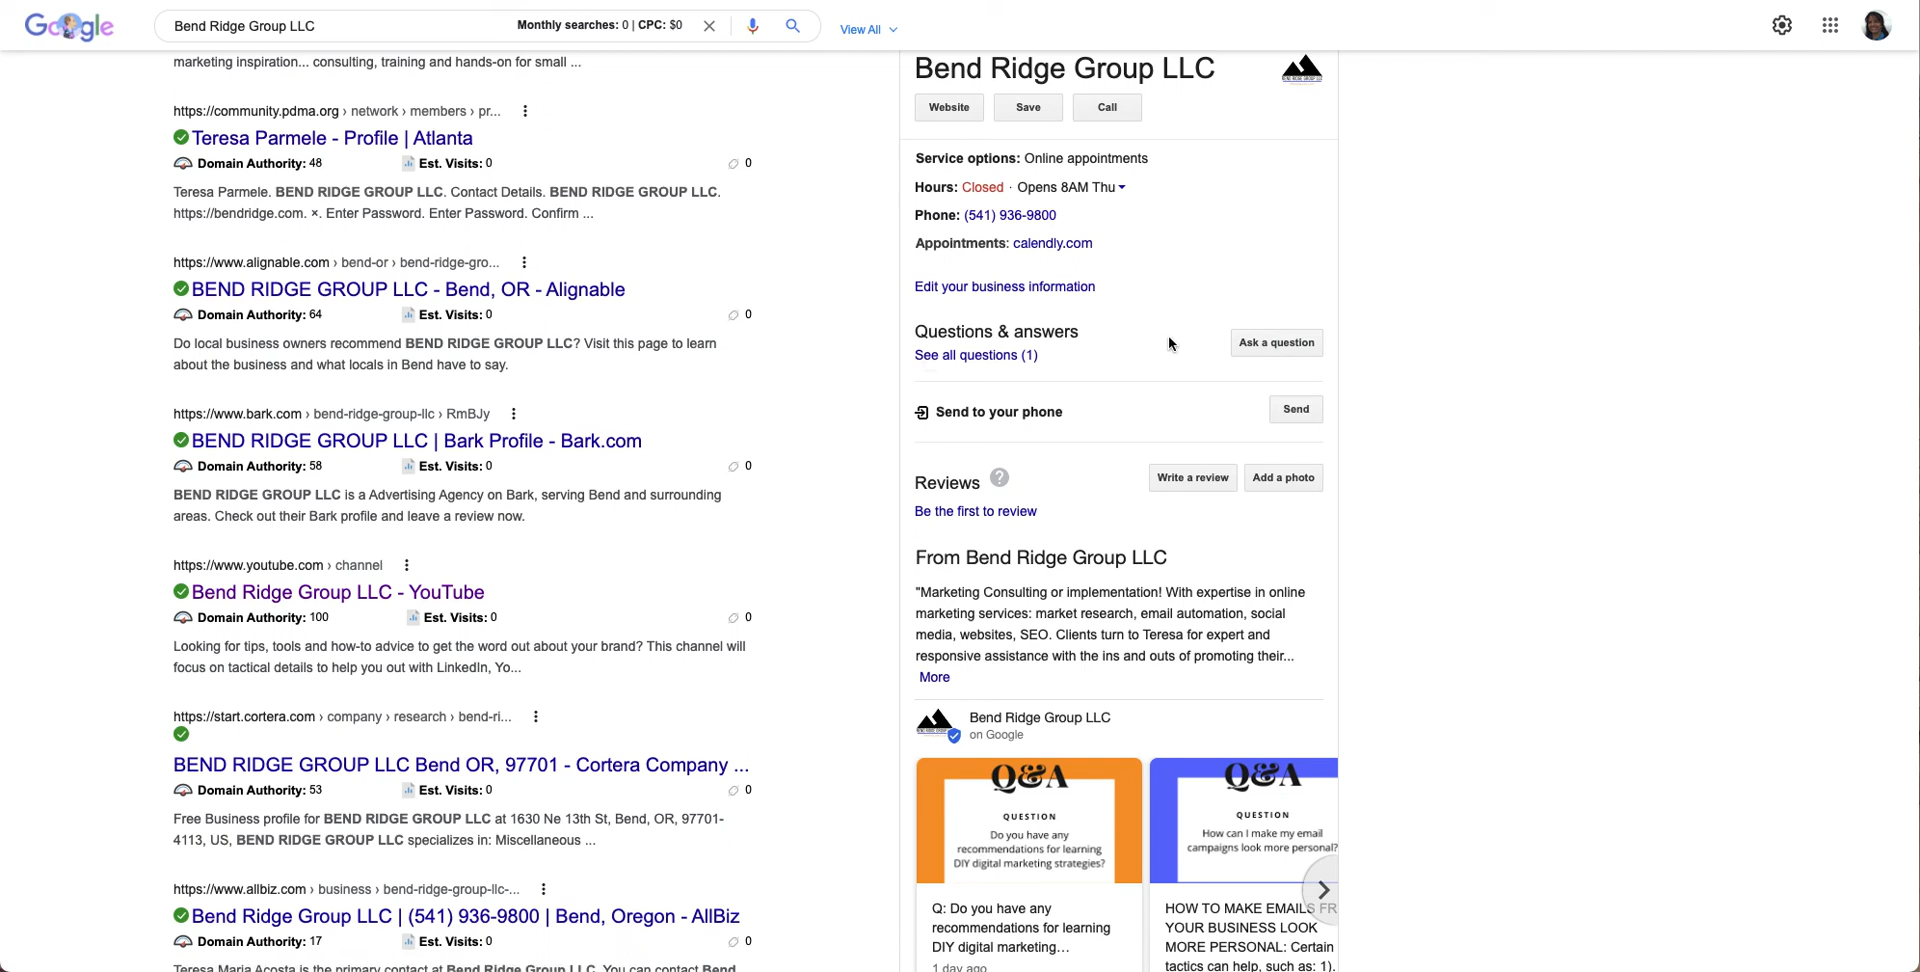 Google
Bend Ridge Group LLC
Monthly searches: 0 | CPC: $0
View All
marketing inspiration... consulting, training and hands-on for small ...
https://community.pdma.org › network › members › pr...
Teresa Parmele - Profile | Atlanta
Domain Authority: 48 Est. Visits: 0 0
Teresa Parmele. BEND RIDGE GROUP LLC. Contact Details. BEND RIDGE GROUP LLC.
https://bendridge.com. ×. Enter Password. Enter Password. Confirm ...
https://www.alignable.com › bend-or › bend-ridge-gro...
BEND RIDGE GROUP LLC - Bend, OR - Alignable
Domain Authority: 64 Est. Visits: 0 0
Do local business owners recommend BEND RIDGE GROUP LLC? Visit this page to learn
about the business and what locals in Bend have to say.
https://www.bark.com › bend-ridge-group-llc › RmBJy
BEND RIDGE GROUP LLC | Bark Profile - Bark.com
Domain Authority: 58 Est. Visits: 0 0
BEND RIDGE GROUP LLC is a Advertising Agency on Bark, serving Bend and surrounding
areas. Check out their Bark profile and leave a review now.
https://www.youtube.com › channel
Bend Ridge Group LLC - YouTube
Domain Authority: 100 Est. Visits: 0 0
Looking for tips, tools and how-to advice to get the word out about your brand? This channel will
focus on tactical details to help you out with LinkedIn, Yo...
https://start.cortera.com › company › research › bend-ri...
BEND RIDGE GROUP LLC Bend OR, 97701 - Cortera Company ...
Domain Authority: 53 Est. Visits: 0 0
Free Business profile for BEND RIDGE GROUP LLC at 1630 Ne 13th St, Bend, OR, 97701-
4113, US, BEND RIDGE GROUP LLC specializes in: Miscellaneous ...
https://www.allbiz.com › business › bend-ridge-group-llc-...
Bend Ridge Group LLC | (541) 936-9800 | Bend, Oregon - AllBiz
Domain Authority: 17 Est. Visits: 0 0
Teresa Maria Acosta is the primary contact at Bend Ridge Group LLC. You can contact Bend
Bend Ridge Group LLC
Website Save Call
Service options: Online appointments
Hours: Closed · Opens 8AM Thu
Phone: (541) 936-9800
Appointments: calendly.com
Edit your business information
Questions & answers
See all questions (1)
Ask a question
Send to your phone
Send
Reviews ?
Write a review Add a photo
Be the first to review
From Bend Ridge Group LLC
"Marketing Consulting or implementation! With expertise in online
marketing services: market research, email automation, social
media, websites, SEO. Clients turn to Teresa for expert and
responsive assistance with the ins and outs of promoting their...
More
Bend Ridge Group LLC
on Google
Q&A
QUESTION
Do you have any
recommendations for learning
DIY digital marketing strategies?
Q: Do you have any
recommendations for learning
DIY digital marketing...
1 day ago
Q&A
QUESTION
How can I make my email
campaigns look more personal?
HOW TO MAKE EMAILS FR
YOUR BUSINESS LOOK
MORE PERSONAL: Certain
tactics can help, such as: 1).